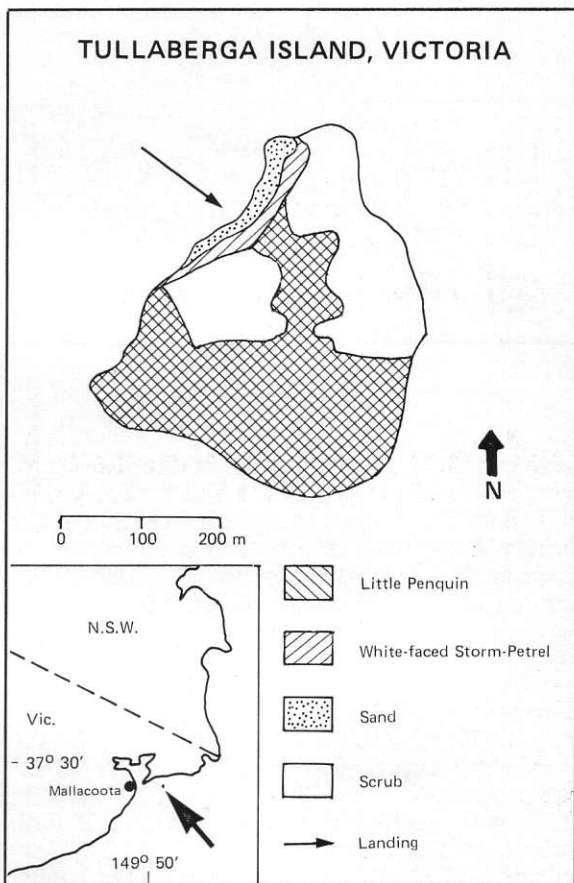 TULLABERGA ISLAND, VICTORIA
N
0 100 200 m
N.S.W.
Vic.
- 37° 30'
Mallacoota
149° 50'
Little Penquin
White-faced Storm-Petrel
Sand
Scrub
Landing